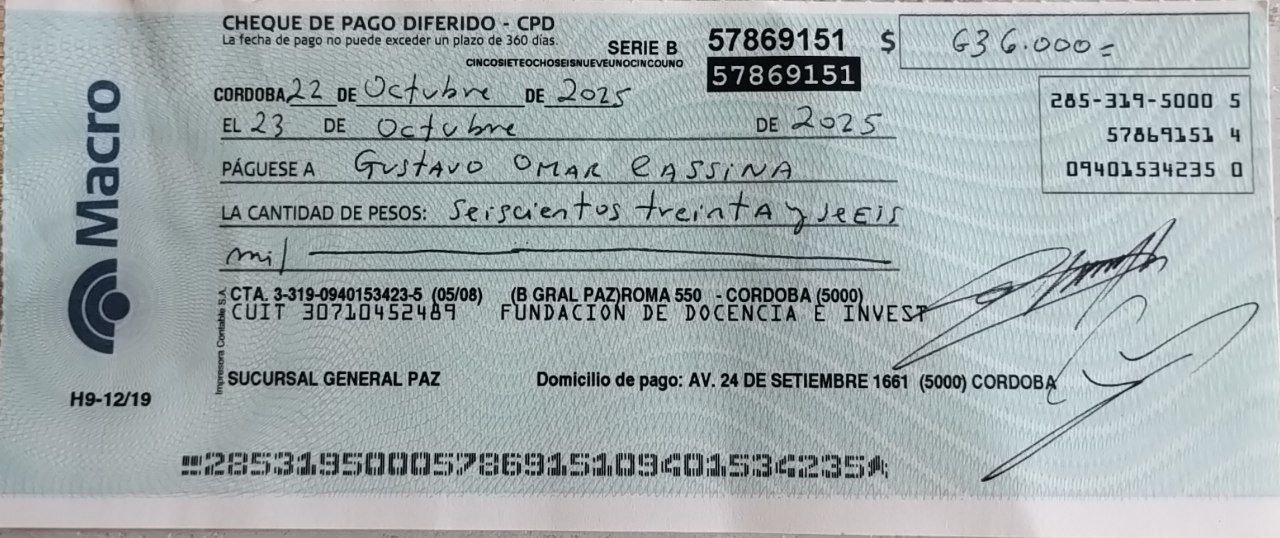 CHEQUE DE PAGO DIFERIDO - CPD
La fecha de pago no puede exceder un plazo de 360 días.
SERIE B 57869151 $ 636.000=
CINCOSIETEOCHOSEISNUEVEUNOCINCOUNO
57869151
CORDOBA 22 DE Octubre DE 2025
285-319-5000 5
EL 23 DE Octubre DE 2025
57869151 4
PÁGUESE A GUSTAVO OMAR CASSINA
09401534235 0
LA CANTIDAD DE PESOS: Seiscientos treinta y seeis
mil
Macro
CTA. 3-319-0940153423-5 (05/08) (B GRAL PAZ)ROMA 550 - CORDOBA (5000)
CUIT 30710452489 FUNDACION DE DOCENCIA E INVEST
Impresora Contable S.A.
SUCURSAL GENERAL PAZ Domicilio de pago: AV. 24 DE SETIEMBRE 1661 (5000) CORDOBA
H9-12/19
28531950005786915109401534235